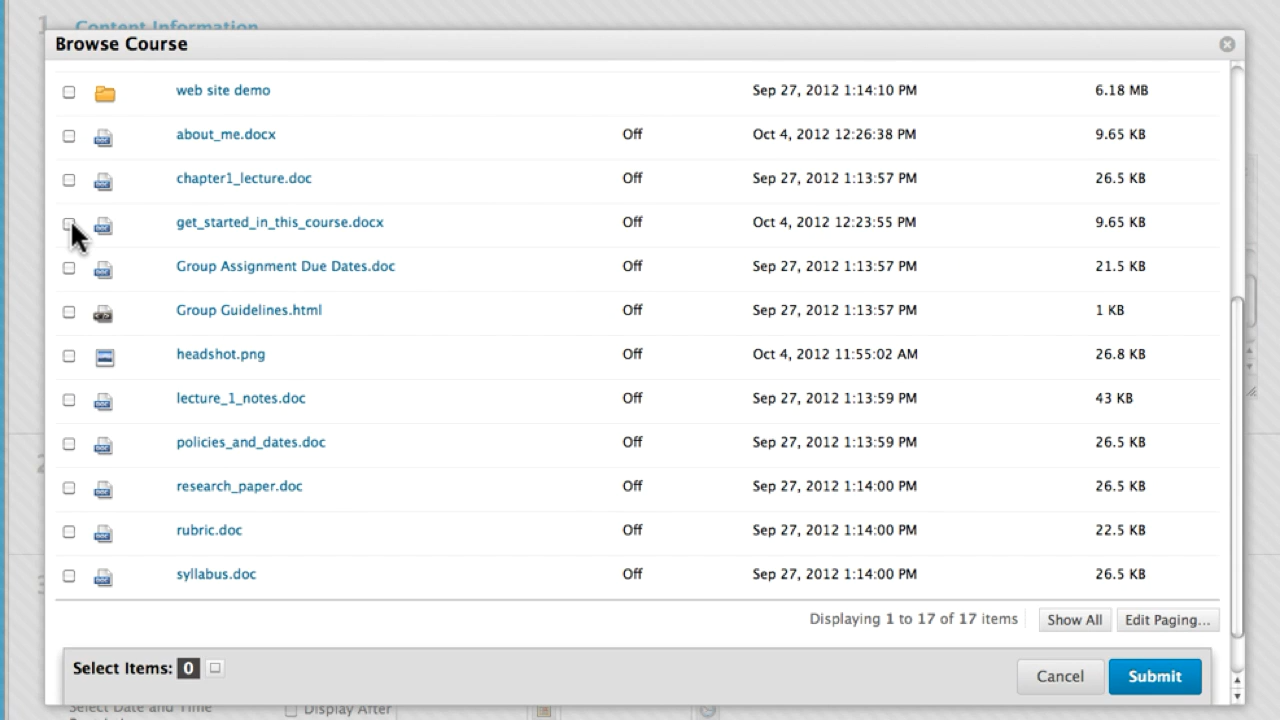 1 Content Information
Browse Course
web site demo Sep 27, 2012 1:14:10 PM 6.18 MB
about_me.docx Off Oct 4, 2012 12:26:38 PM 9.65 KB
chapter1_lecture.doc Off Sep 27, 2012 1:13:57 PM 26.5 KB
get_started_in_this_course.docx Off Oct 4, 2012 12:23:55 PM 9.65 KB
Group Assignment Due Dates.doc Off Sep 27, 2012 1:13:57 PM 21.5 KB
Group Guidelines.html Off Sep 27, 2012 1:13:57 PM 1 KB
headshot.png Off Oct 4, 2012 11:55:02 AM 26.8 KB
lecture_1_notes.doc Off Sep 27, 2012 1:13:59 PM 43 KB
policies_and_dates.doc Off Sep 27, 2012 1:13:59 PM 26.5 KB
research_paper.doc Off Sep 27, 2012 1:14:00 PM 26.5 KB
rubric.doc Off Sep 27, 2012 1:14:00 PM 22.5 KB
syllabus.doc Off Sep 27, 2012 1:14:00 PM 26.5 KB
Displaying 1 to 17 of 17 items Show All Edit Paging...
Select Items: 0 Cancel Submit
Select Date and Time Display After